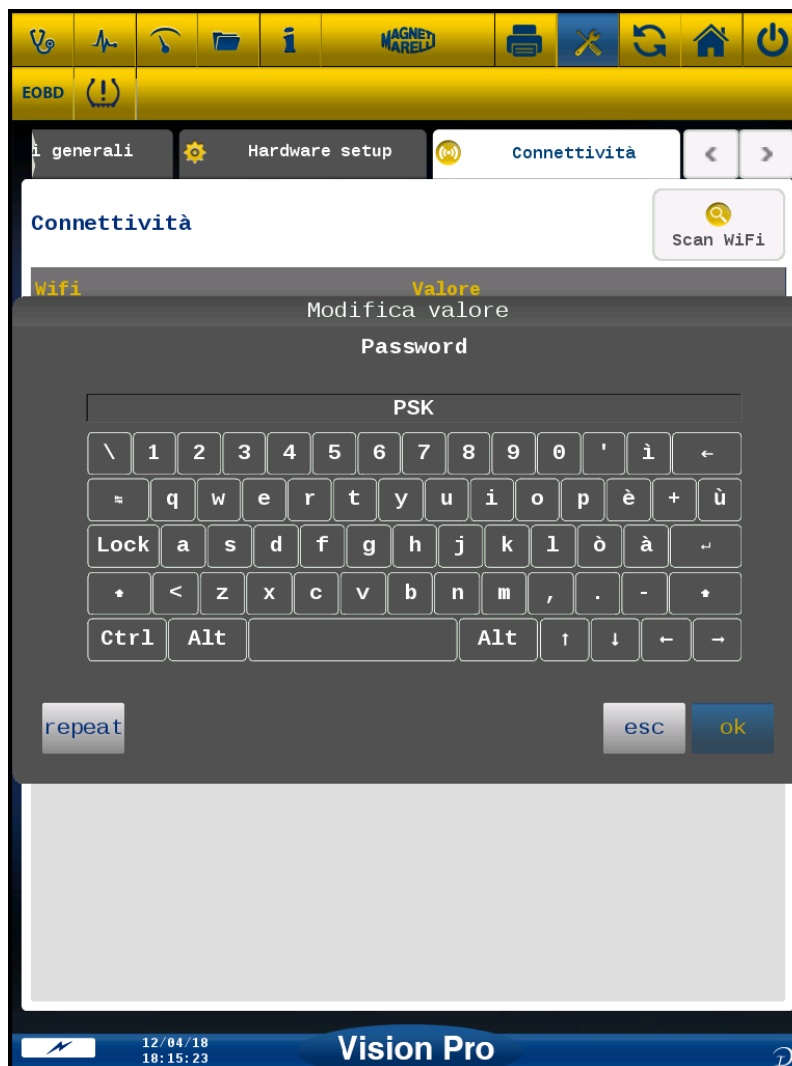 MAGNETI MARELLI
EOBD
i generali Hardware setup Connettività
Connettività
Scan WiFi
Wifi Valore
Modifica valore
Password
PSK
\ 1 2 3 4 5 6 7 8 9 0 ' ì ←
↹ q w e r t y u i o p è + ù
Lock a s d f g h j k l ò à ↵
⬆ < z x c v b n m , . - ⬆
Ctrl Alt Alt ↑ ↓ ← →
repeat esc ok
12/04/18
18:15:23
Vision Pro